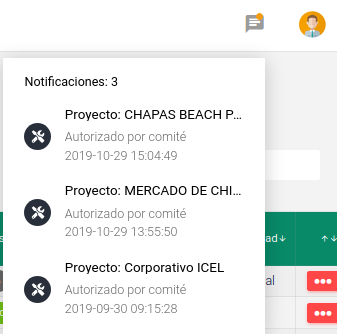 Notificaciones: 3
Proyecto: CHAPAS BEACH P...
Autorizado por comité
2019-10-29 15:04:49
Proyecto: MERCADO DE CHI...
Autorizado por comité
2019-10-29 13:55:50
ad
Proyecto: Corporativo ICEL
al
Autorizado por comité
2019-09-30 09:15:28